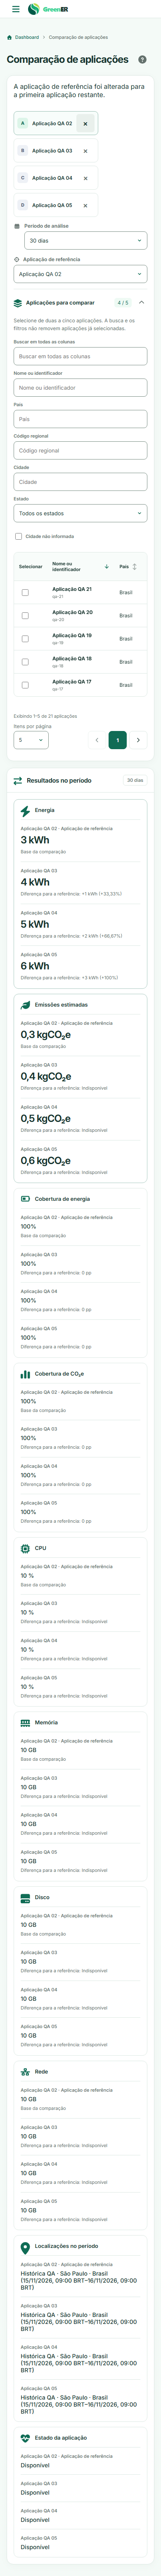 GreenER
Dashboard › Comparação de aplicações
Comparação de aplicações ?
A aplicação de referência foi alterada para
a primeira aplicação restante.
A Aplicação QA 02 ×
B Aplicação QA 03 ×
C Aplicação QA 04 ×
D Aplicação QA 05 ×
Período de análise
30 dias
Aplicação de referência
Aplicação QA 02
Aplicações para comparar 4 / 5
Selecione de duas a cinco aplicações. A busca e os
filtros não removem aplicações já selecionadas.
Buscar em todas as colunas
Buscar em todas as colunas
Nome ou identificador
Nome ou identificador
País
País
Código regional
Código regional
Cidade
Cidade
Estado
Todos os estados
Cidade não informada
Selecionar Nome ou identificador País
Aplicação QA 21 Brasil
qa-21
Aplicação QA 20 Brasil
qa-20
Aplicação QA 19 Brasil
qa-19
Aplicação QA 18 Brasil
qa-18
Aplicação QA 17 Brasil
qa-17
Exibindo 1-5 de 21 aplicações
Itens por página
5 1
Resultados no período 30 dias
Energia
Aplicação QA 02 · Aplicação de referência
3 kWh
Base da comparação
Aplicação QA 03
4 kWh
Diferença para a referência: +1 kWh (+33,33%)
Aplicação QA 04
5 kWh
Diferença para a referência: +2 kWh (+66,67%)
Aplicação QA 05
6 kWh
Diferença para a referência: +3 kWh (+100%)
Emissões estimadas
Aplicação QA 02 · Aplicação de referência
0,3 kgCO₂e
Base da comparação
Aplicação QA 03
0,4 kgCO₂e
Diferença para a referência: Indisponível
Aplicação QA 04
0,5 kgCO₂e
Diferença para a referência: Indisponível
Aplicação QA 05
0,6 kgCO₂e
Diferença para a referência: Indisponível
Cobertura de energia
Aplicação QA 02 · Aplicação de referência
100%
Base da comparação
Aplicação QA 03
100%
Diferença para a referência: 0 pp
Aplicação QA 04
100%
Diferença para a referência: 0 pp
Aplicação QA 05
100%
Diferença para a referência: 0 pp
Cobertura de CO₂e
Aplicação QA 02 · Aplicação de referência
100%
Base da comparação
Aplicação QA 03
100%
Diferença para a referência: 0 pp
Aplicação QA 04
100%
Diferença para a referência: 0 pp
Aplicação QA 05
100%
Diferença para a referência: 0 pp
CPU
Aplicação QA 02 · Aplicação de referência
10 %
Base da comparação
Aplicação QA 03
10 %
Diferença para a referência: Indisponível
Aplicação QA 04
10 %
Diferença para a referência: Indisponível
Aplicação QA 05
10 %
Diferença para a referência: Indisponível
Memória
Aplicação QA 02 · Aplicação de referência
10 GB
Base da comparação
Aplicação QA 03
10 GB
Diferença para a referência: Indisponível
Aplicação QA 04
10 GB
Diferença para a referência: Indisponível
Aplicação QA 05
10 GB
Diferença para a referência: Indisponível
Disco
Aplicação QA 02 · Aplicação de referência
10 GB
Base da comparação
Aplicação QA 03
10 GB
Diferença para a referência: Indisponível
Aplicação QA 04
10 GB
Diferença para a referência: Indisponível
Aplicação QA 05
10 GB
Diferença para a referência: Indisponível
Rede
Aplicação QA 02 · Aplicação de referência
10 GB
Base da comparação
Aplicação QA 03
10 GB
Diferença para a referência: Indisponível
Aplicação QA 04
10 GB
Diferença para a referência: Indisponível
Aplicação QA 05
10 GB
Diferença para a referência: Indisponível
Localizações no período
Aplicação QA 02 · Aplicação de referência
Histórica QA · São Paulo · Brasil
(15/11/2026, 09:00 BRT–16/11/2026, 09:00
BRT)
Aplicação QA 03
Histórica QA · São Paulo · Brasil
(15/11/2026, 09:00 BRT–16/11/2026, 09:00
BRT)
Aplicação QA 04
Histórica QA · São Paulo · Brasil
(15/11/2026, 09:00 BRT–16/11/2026, 09:00
BRT)
Aplicação QA 05
Histórica QA · São Paulo · Brasil
(15/11/2026, 09:00 BRT–16/11/2026, 09:00
BRT)
Estado da aplicação
Aplicação QA 02 · Aplicação de referência
Disponível
Aplicação QA 03
Disponível
Aplicação QA 04
Disponível
Aplicação QA 05
Disponível